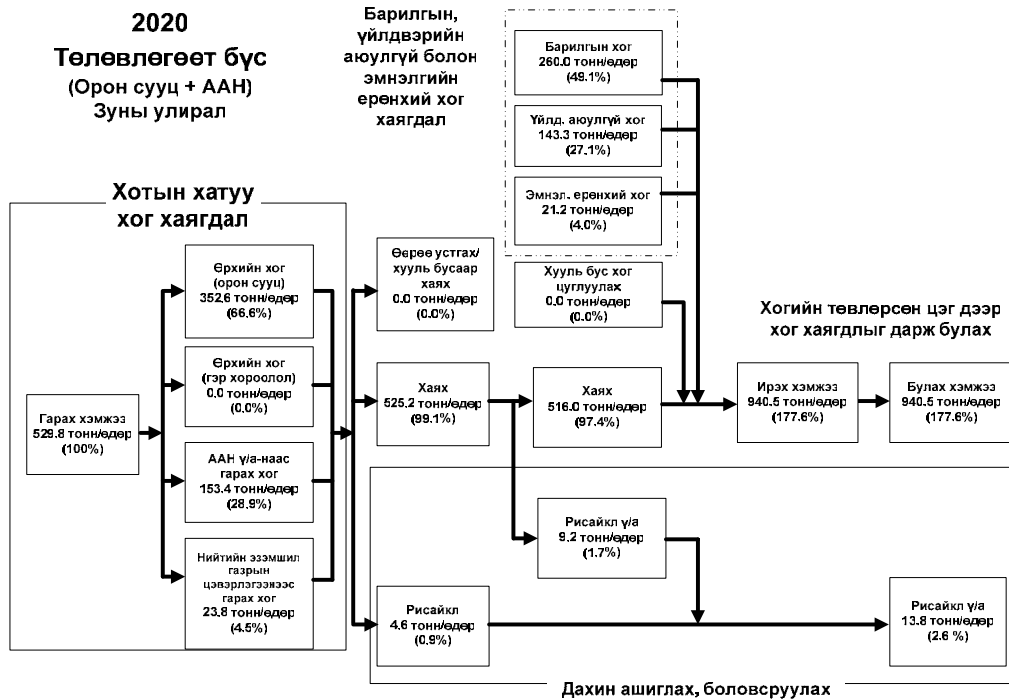 2020
Төлөвлөгөөт бүс
(Орон сууц + ААН)
Зуны улирал
Барилгын,
үйлдвэрийн
аюулгүй болон
эмнэлгийн
ерөнхий хог
хаягдал
Барилгын хог
260.0 тонн/өдөр
(49.1%)
Үйлд. аюулгүй хог
143.3 тонн/өдөр
(27.1%)
Эмнэл. ерөнхий хог
21.2 тонн/өдөр
(4.0%)
Хотын хатуу
хог хаягдал
Өрхийн хог
(орон сууц)
352.6 тонн/өдөр
(66.6%)
Өөрөө устгах/
хууль бусаар
хаях
0.0 тонн/өдөр
(0.0%)
Хууль бус хог
цуглуулах
0.0 тонн/өдөр
(0.0%)
Хогийн төвлөрсөн цэг дээр
хог хаягдлыг дарж булах
Өрхийн хог
(гэр хороолол)
0.0 тонн/өдөр
(0.0%)
Гарах хэмжээ
529.8 тонн/өдөр
(100%)
Хаях
525.2 тонн/өдөр
(99.1%)
Хаях
516.0 тонн/өдөр
(97.4%)
Ирэх хэмжээ
940.5 тонн/өдөр
(177.6%)
Булах хэмжээ
940.5 тонн/өдөр
(177.6%)
ААН ү/а-наас
гарах хог
153.4 тонн/өдөр
(28.9%)
Рисайкл ү/а
9.2 тонн/өдөр
(1.7%)
Нийтийн эзэмшил
газрын
цэвэрлэгээнээс
гарах хог
23.8 тонн/өдөр
(4.5%)
Рисайкл
4.6 тонн/өдөр
(0.9%)
Рисайкл ү/а
13.8 тонн/өдөр
(2.6 %)
Дахин ашиглах, боловсруулах